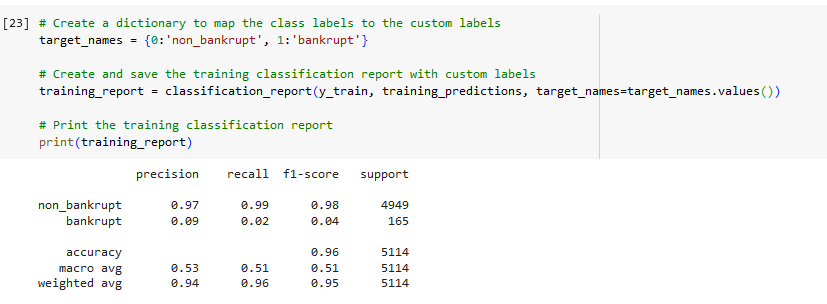 [23] # Create a dictionary to map the class labels to the custom labels
target_names = {0:'non_bankrupt', 1:'bankrupt'}
# Create and save the training classification report with custom labels
training_report = classification_report(y_train, training_predictions, target_names=target_names.values())
# Print the training classification report
print(training_report)
precision recall f1-score support
non_bankrupt 0.97 0.99 0.98 4949
bankrupt 0.09 0.02 0.04 165
accuracy 0.96 5114
macro avg 0.53 0.51 0.51 5114
weighted avg 0.94 0.96 0.95 5114